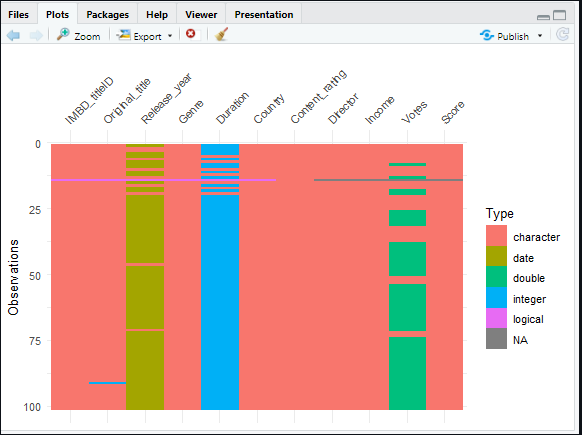 Files Plots Packages Help Viewer Presentation
Zoom Export Publish
IMBD_titleID Original_title Release_year Genre Duration Country Content_rating Director Income Votes Score
0
25
50
75
100
Observations
Type
character
date
double
integer
logical
NA